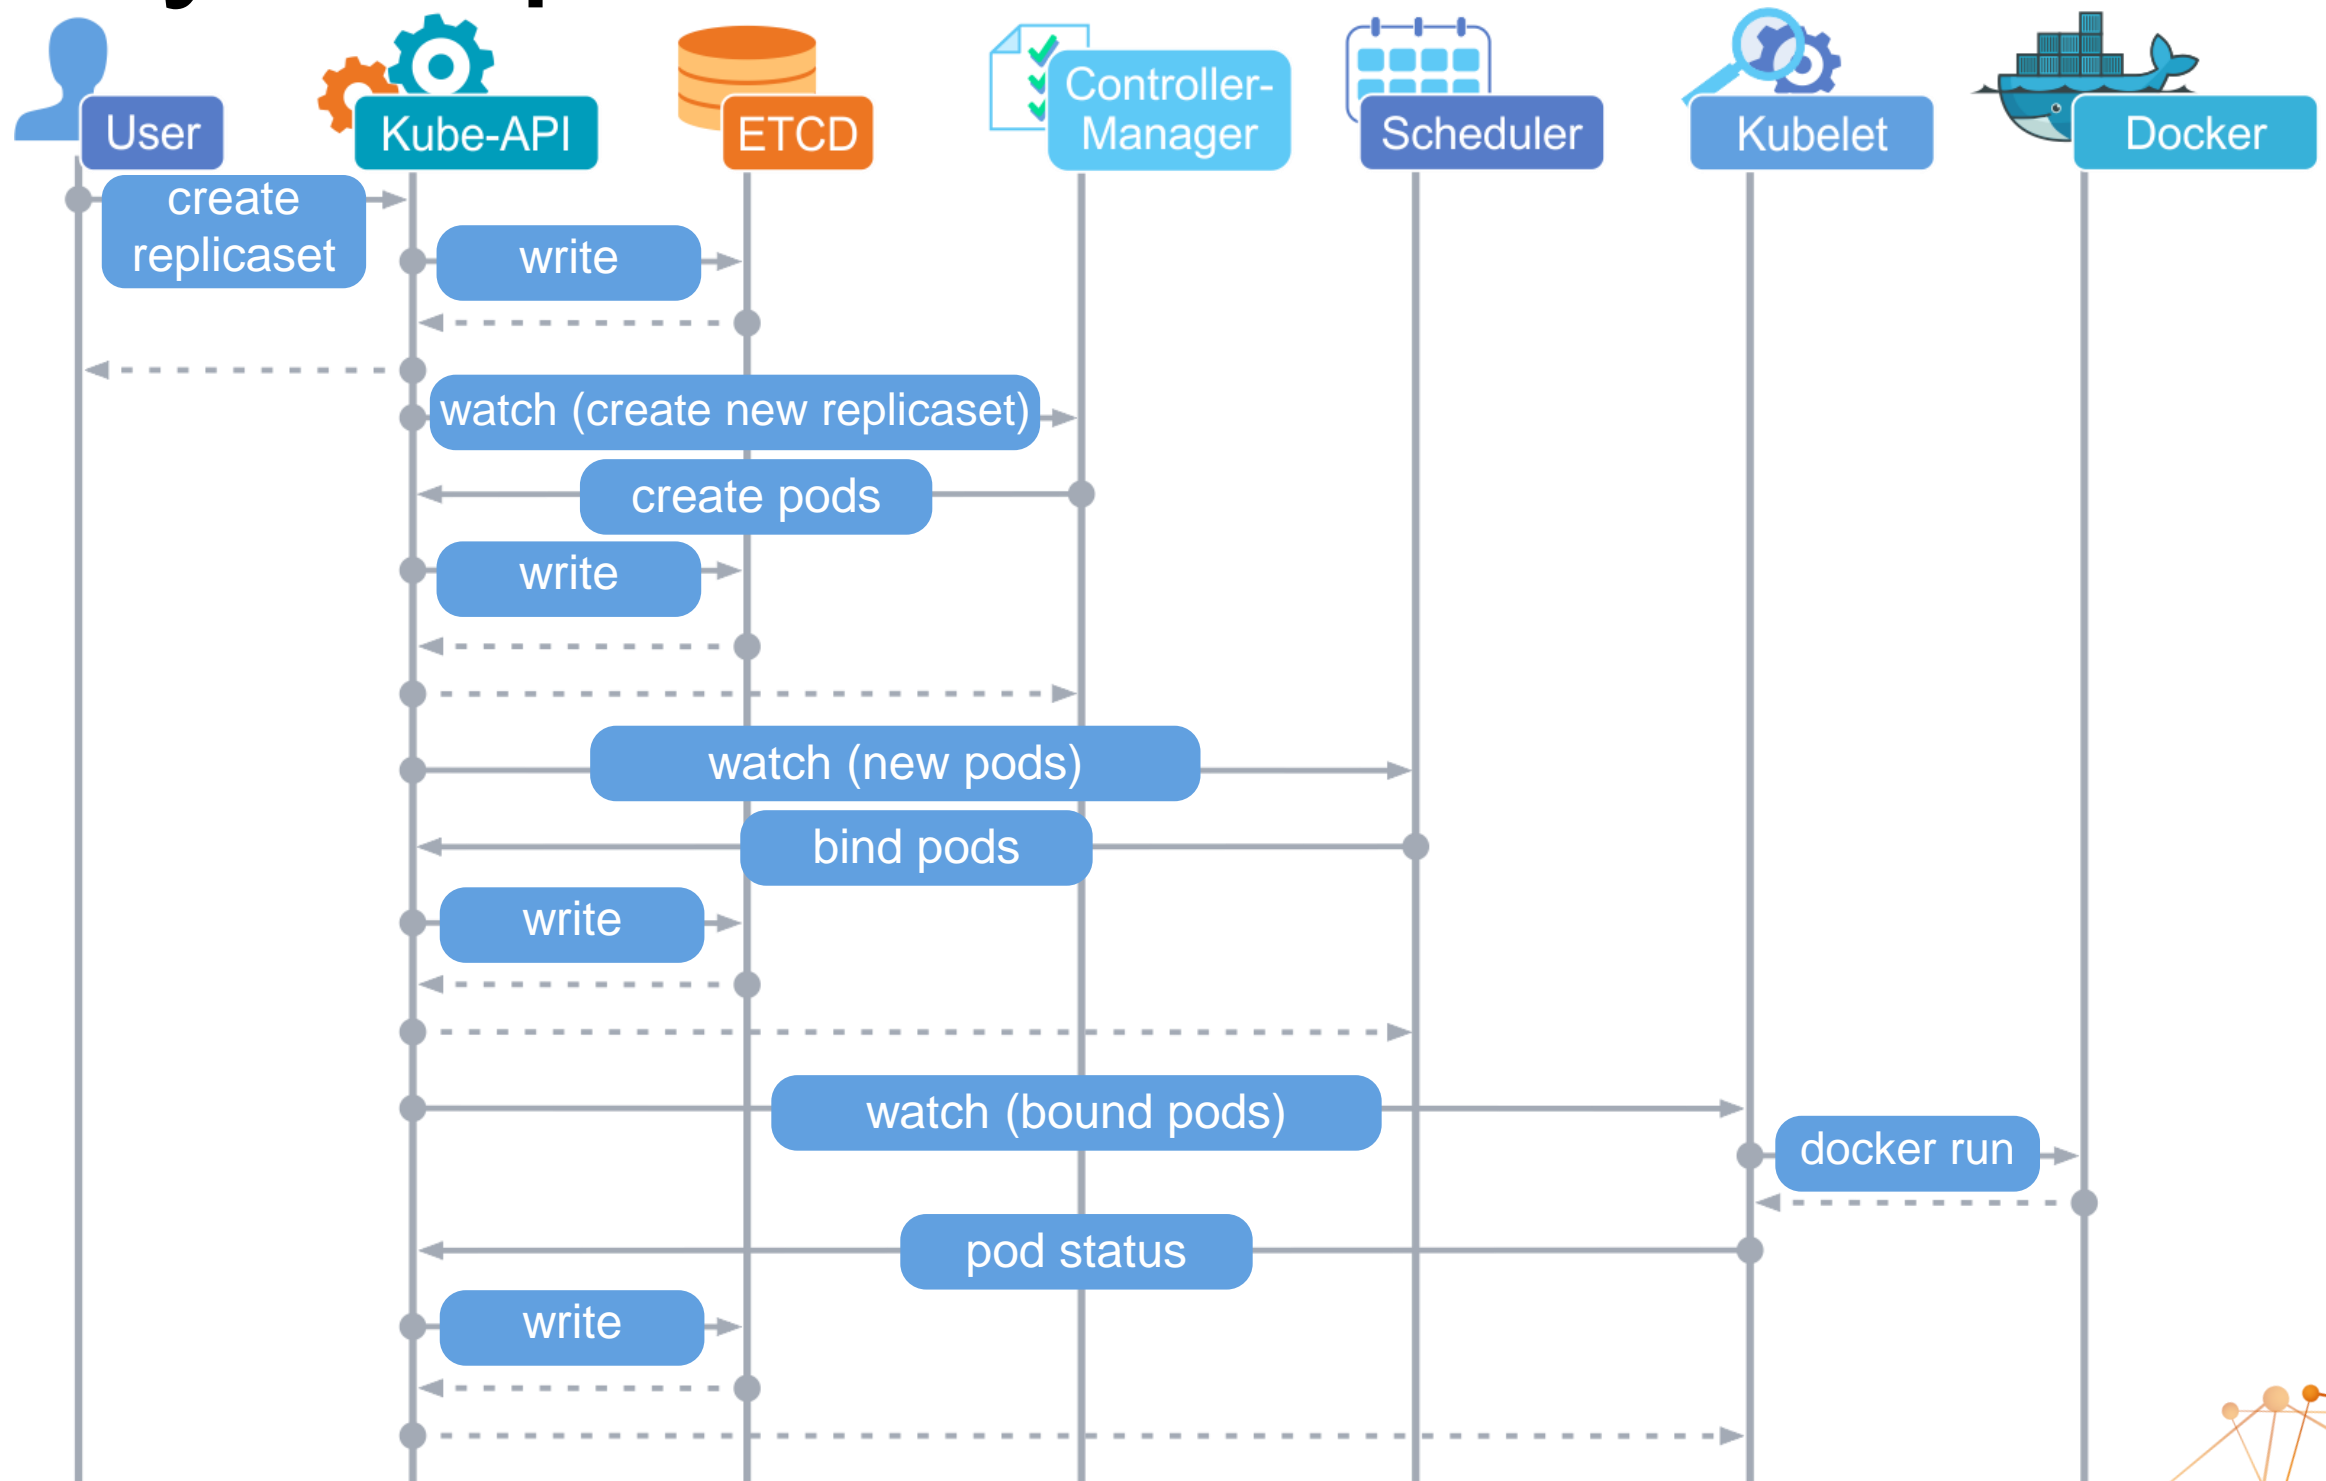 User
Kube-API
ETCD
Controller-
Manager
Scheduler
Kubelet
Docker
create
replicaset
write
watch (create new replicaset)
create pods
write
watch (new pods)
bind pods
write
watch (bound pods)
docker run
pod status
write